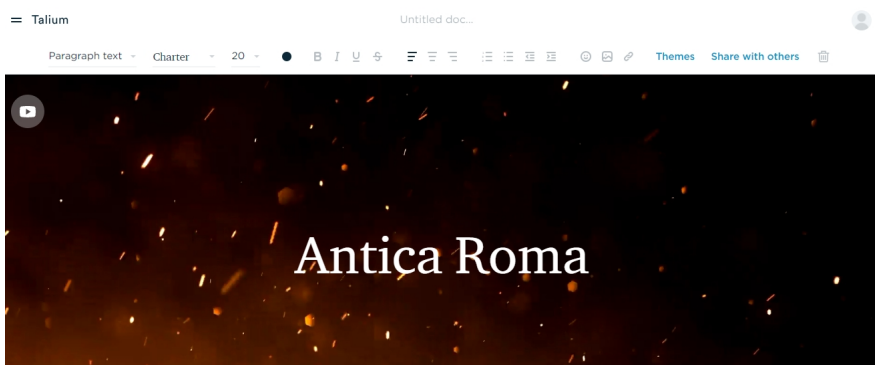 Talium
Untitled doc...
Paragraph text Charter 20 B I U S Themes Share with others
Antica Roma